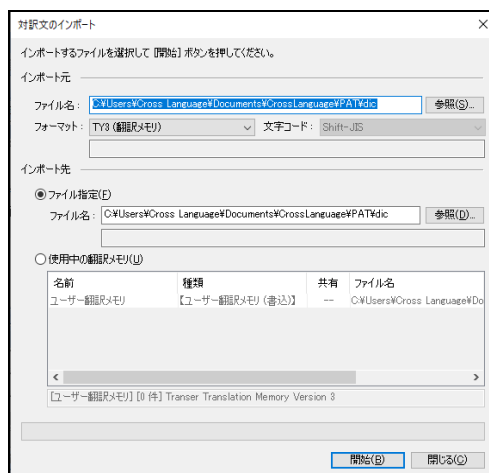 対訳文のインポート
インポートするファイルを選択して [開始] ボタンを押してください。
インポート元
ファイル名: C:¥Users¥Cross Language¥Documents¥CrossLanguage¥PAT¥dic 参照(S)...
フォーマット: TY3 (翻訳メモリ) 文字コード: Shift-JIS
インポート先
ファイル指定(F)
ファイル名: C:¥Users¥Cross Language¥Documents¥CrossLanguage¥PAT¥dic 参照(D)...
使用中の翻訳メモリ(U)
名前 種類 共有 ファイル名
ユーザー翻訳メモリ 【ユーザー翻訳メモリ (書込)】 -- C:¥Users¥Cross Language¥Do
[ユーザー翻訳メモリ] [0 件] Transer Translation Memory Version 3
開始(B) 閉じる(C)